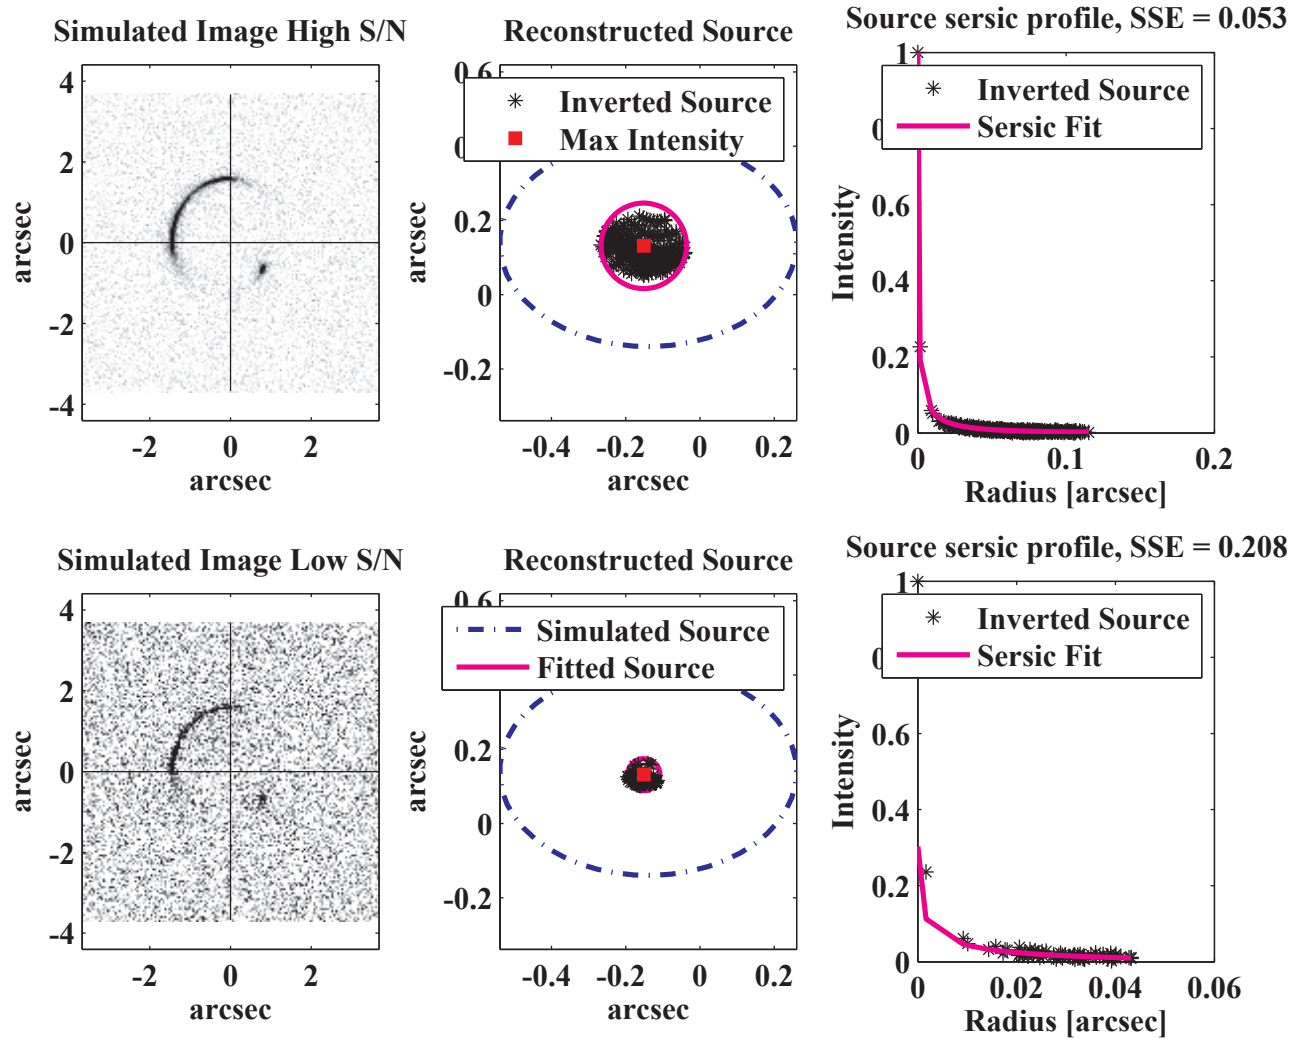 Simulated Image High S/N
4
2
0
-2
-4
-2
0
2
arcsec
arcsec
Reconstructed Source
0.6
0.2
0
-0.2
-0.4
-0.2
0
0.2
arcsec
arcsec
Inverted Source
Max Intensity
Source sersic profile, SSE = 0.053
1
0.6
0.4
0.2
0
0
0.1
0.2
Intensity
Radius [arcsec]
Inverted Source
Sersic Fit
Simulated Image Low S/N
4
2
0
-2
-4
-2
0
2
arcsec
arcsec
Reconstructed Source
0.6
0.2
0
-0.2
-0.4
-0.2
0
0.2
arcsec
arcsec
Simulated Source
Fitted Source
Source sersic profile, SSE = 0.208
1
0.6
0.4
0.2
0
0
0.02
0.04
0.06
Intensity
Radius [arcsec]
Inverted Source
Sersic Fit